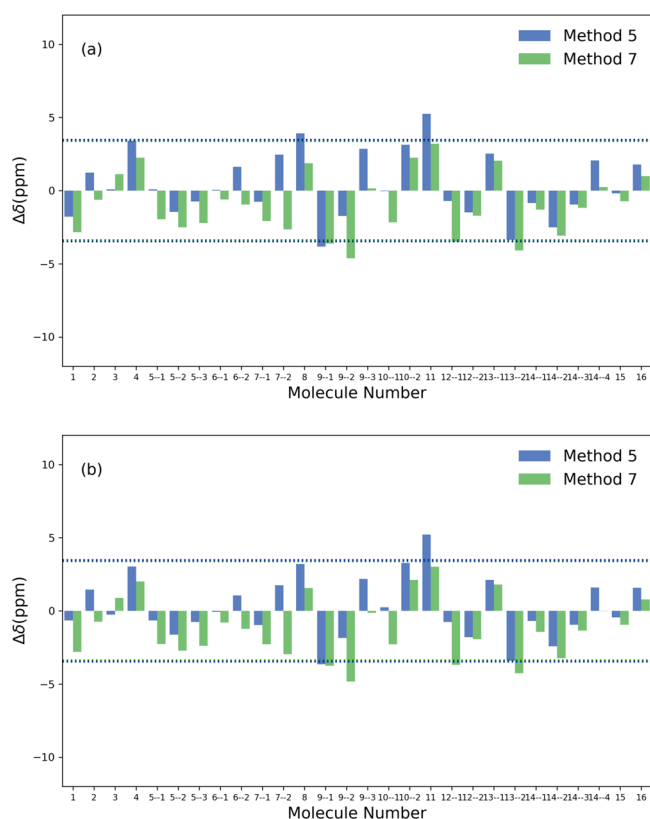 (a)
Method 5
Method 7
10
5
0
−5
−10
Δδ(ppm)
1 2 3 4 5--1 5--2 5--3 6--1 6--2 7--1 7--2 8 9--1 9--2 9--3 10--1 10--2 11 12--1 12--2 13--1 13--2 14--1 14--2 14--3 14--4 15 16
Molecule Number
(b)
Method 5
Method 7
10
5
0
−5
−10
Δδ(ppm)
1 2 3 4 5--1 5--2 5--3 6--1 6--2 7--1 7--2 8 9--1 9--2 9--3 10--1 10--2 11 12--1 12--2 13--1 13--2 14--1 14--2 14--3 14--4 15 16
Molecule Number